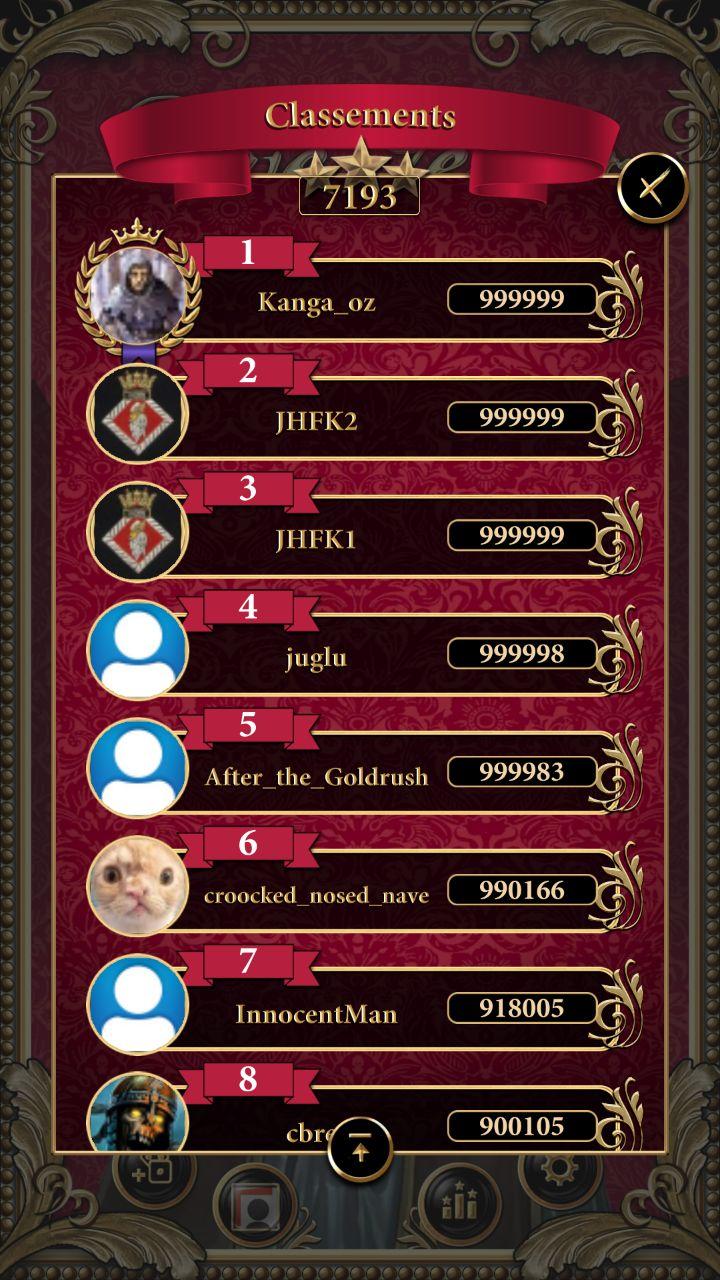 Classements
7193
1
Kanga_oz 999999
2
JHFK2 999999
3
JHFK1 999999
4
juglu 999998
5
After_the_Goldrush 999983
6
croocked_nosed_nave 990166
7
InnocentMan 918005
8
900105